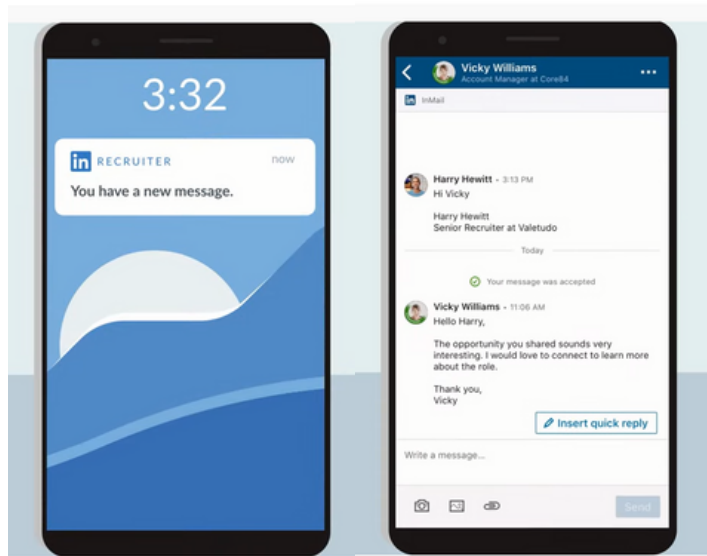 3:32
in RECRUITER now
You have a new message.
Vicky Williams
Account Manager at Core84
in InMail
Harry Hewitt • 3:13 PM
Hi Vicky
Harry Hewitt
Senior Recruiter at Valetudo
Today
Your message was accepted
Vicky Williams • 11:06 AM
Hello Harry,
The opportunity you shared sounds very
interesting. I would love to connect to learn more
about the role.
Thank you,
Vicky
Insert quick reply
Write a message...
Send